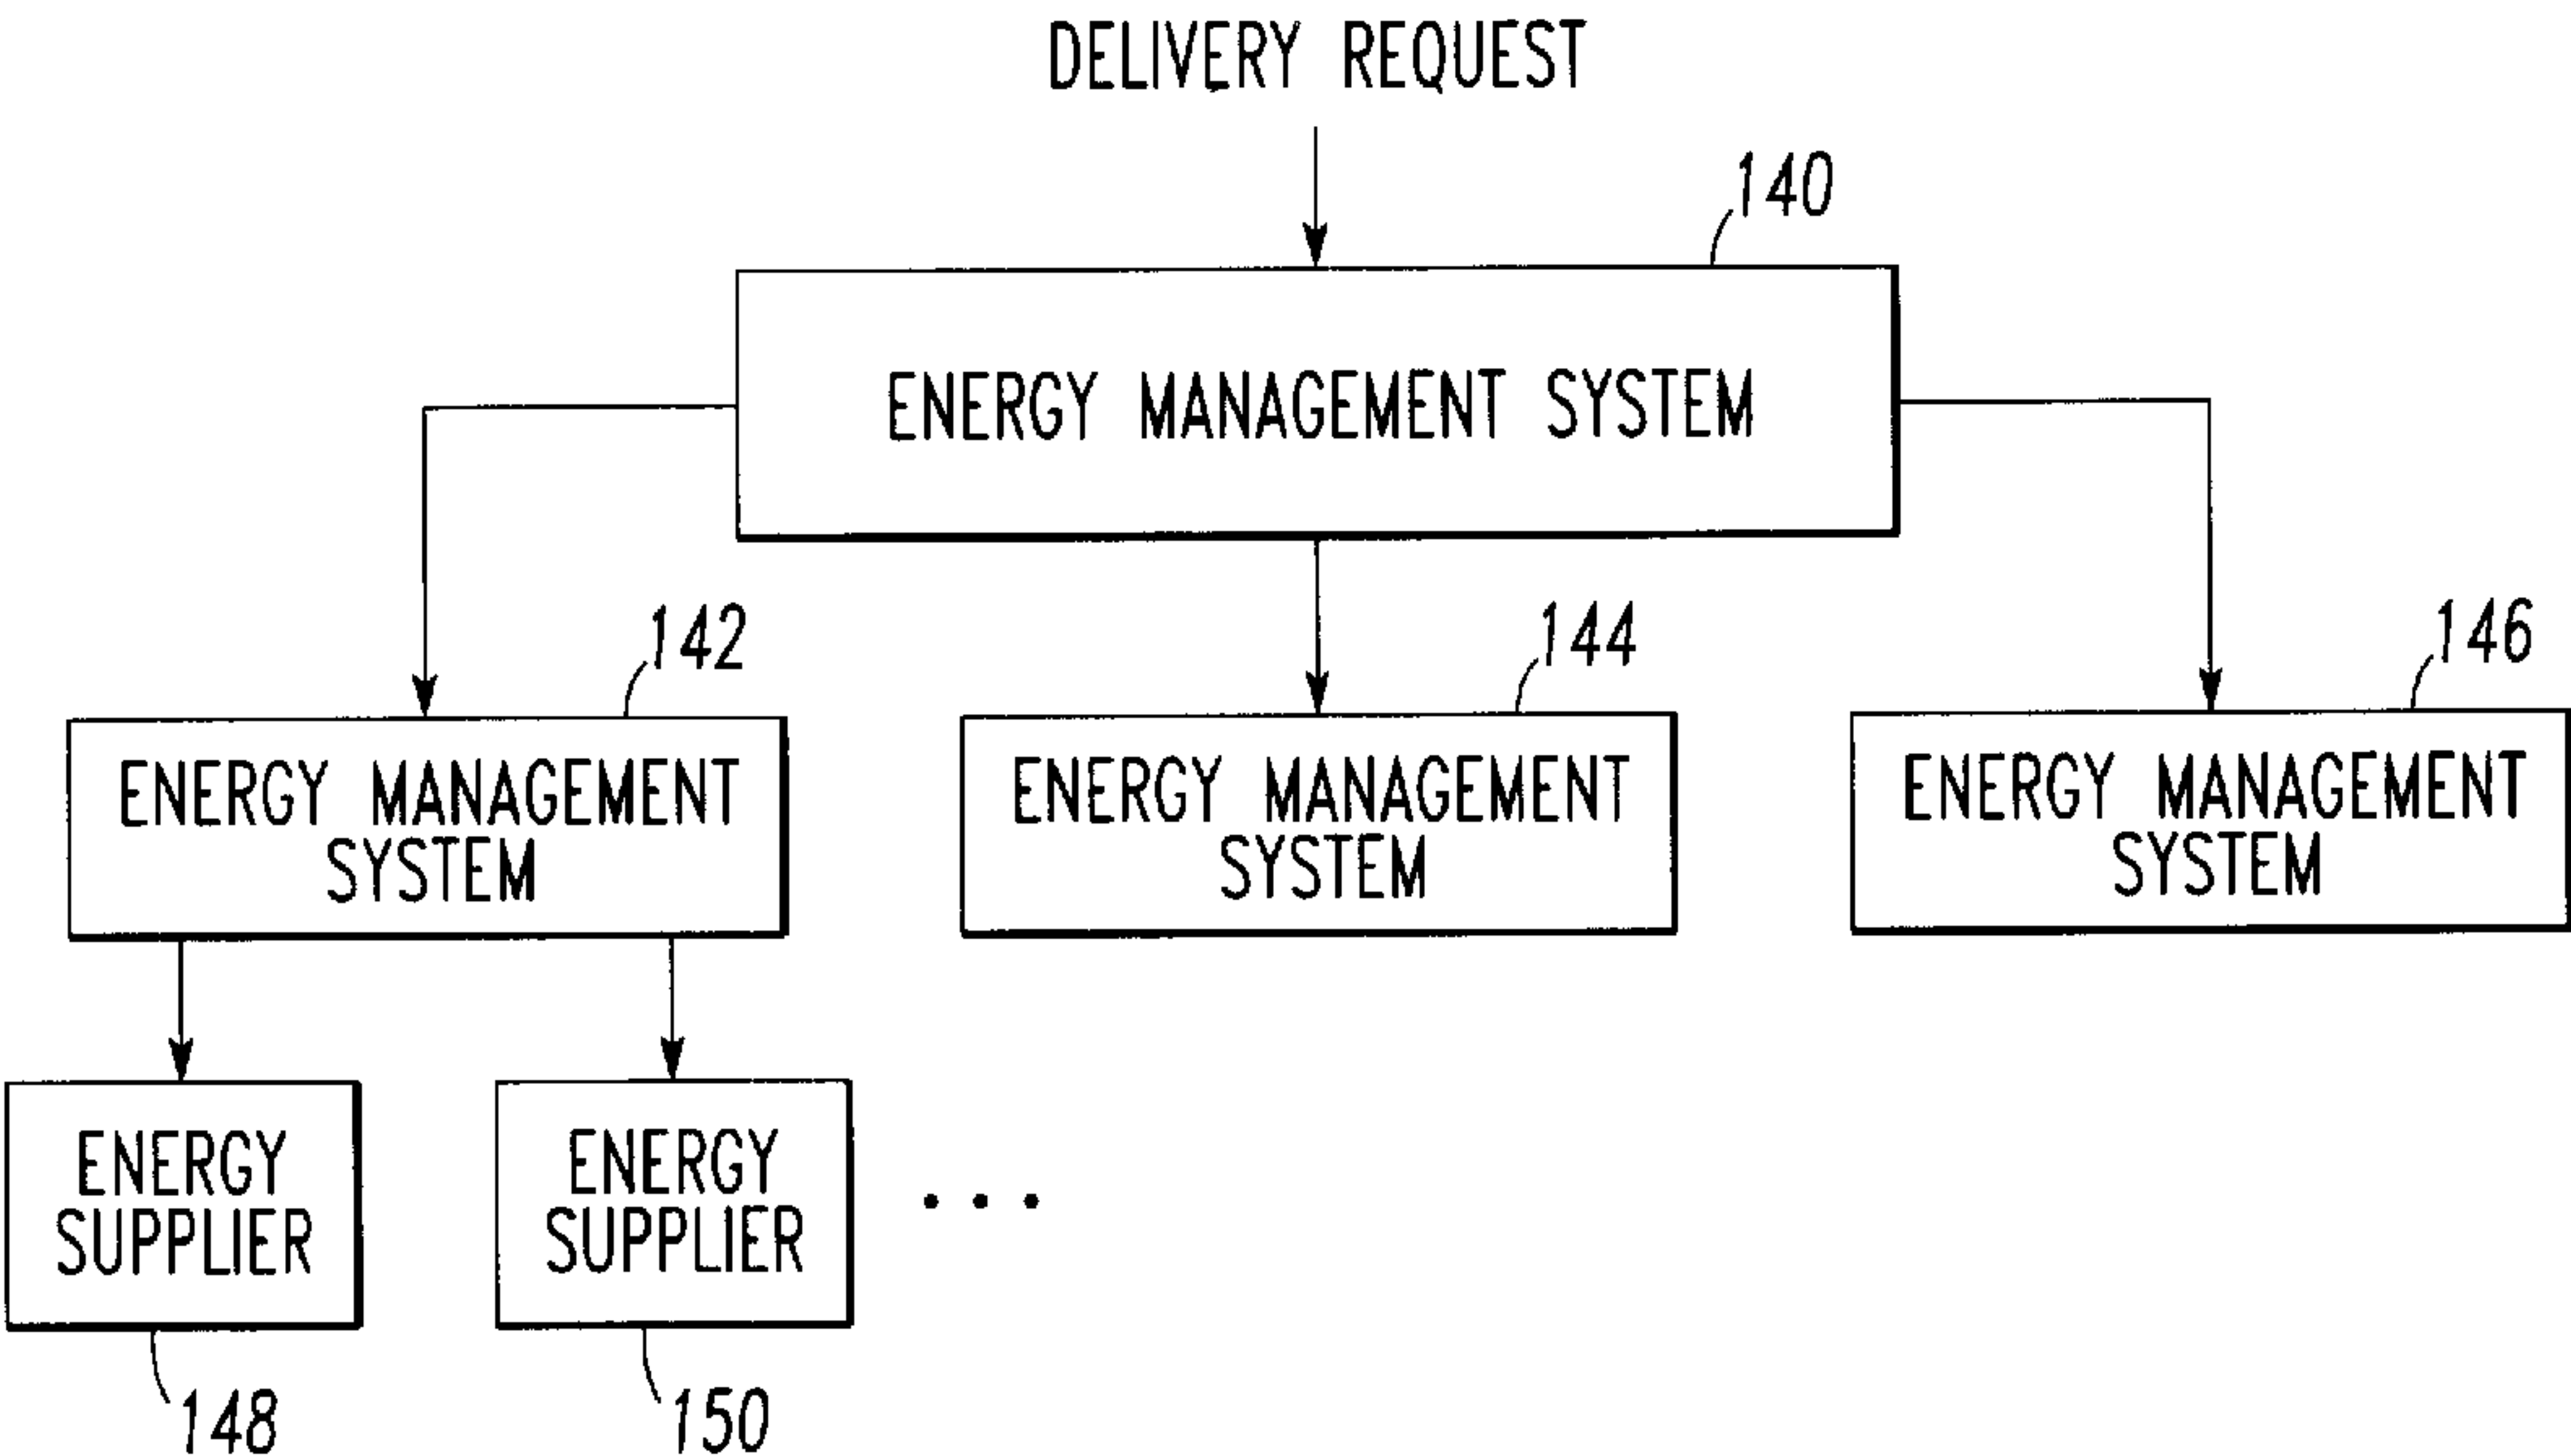 DELIVERY REQUEST
140
ENERGY MANAGEMENT SYSTEM
142
144
146
ENERGY MANAGEMENT
SYSTEM
ENERGY MANAGEMENT
SYSTEM
ENERGY MANAGEMENT
SYSTEM
ENERGY
SUPPLIER
ENERGY
SUPPLIER
• • •
148
150